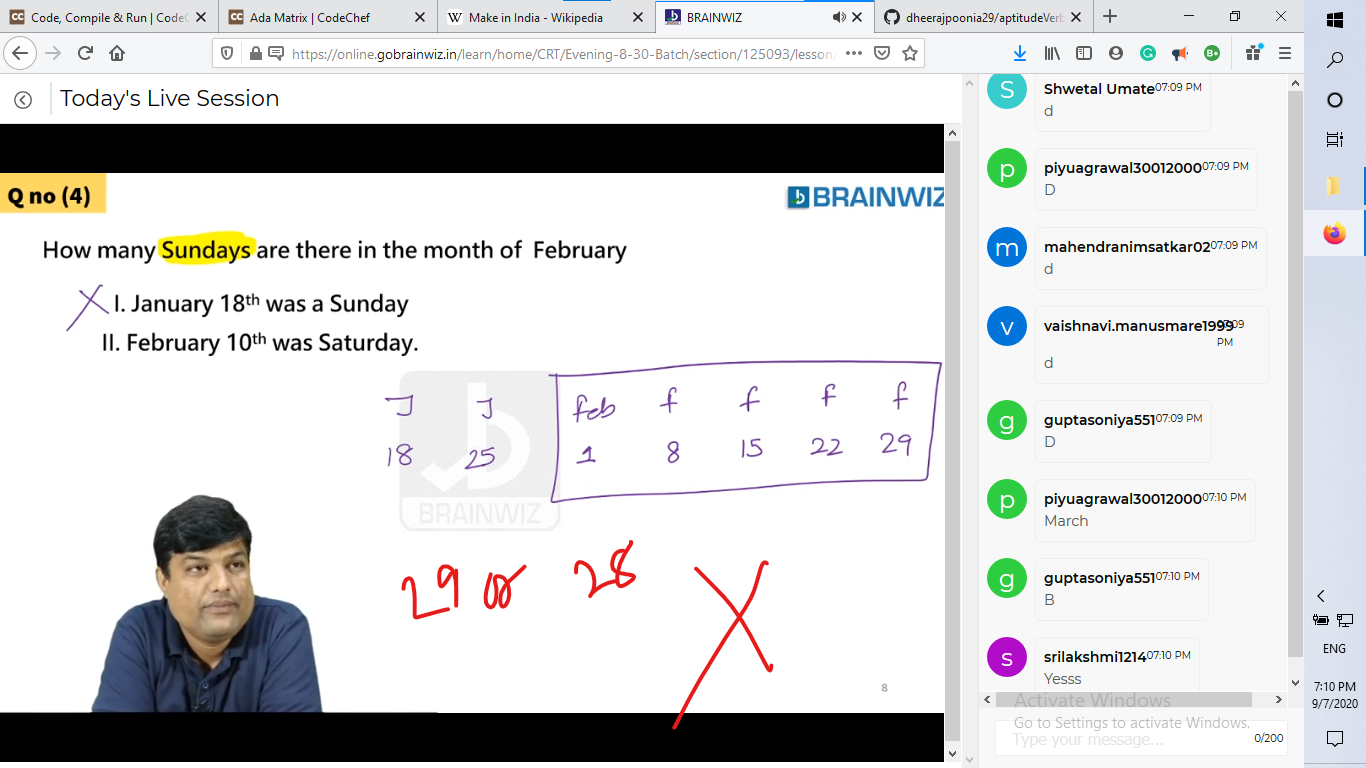 Code, Compile & Run | CodeC
Ada Matrix | CodeChef
Make in India - Wikipedia
BRAINWIZ
dheerajpoonia29/aptitudeVerb
https://online.gobrainwiz.in/learn/home/CRT/Evening-8-30-Batch/section/125093/lesson/
Today's Live Session
Q no (4)
BRAINWIZ
How many Sundays are there in the month of February
I. January 18th was a Sunday
II. February 10th was Saturday.
J J feb f f f f
18 25 1 8 15 22 29
BRAINWIZ
29 or 28
8
Shwetal Umate 07:09 PM
d
piyuagrawal30012000 07:09 PM
D
mahendranimsatkar02 07:09 PM
d
vaishnavi.manusmare1999 07:09 PM
d
guptasoniya551 07:09 PM
D
piyuagrawal30012000 07:10 PM
March
guptasoniya551 07:10 PM
B
srilakshmi1214 07:10 PM
Yesss
Activate Windows
Go to Settings to activate Windows.
Type your message...
0/200
ENG
7:10 PM
9/7/2020